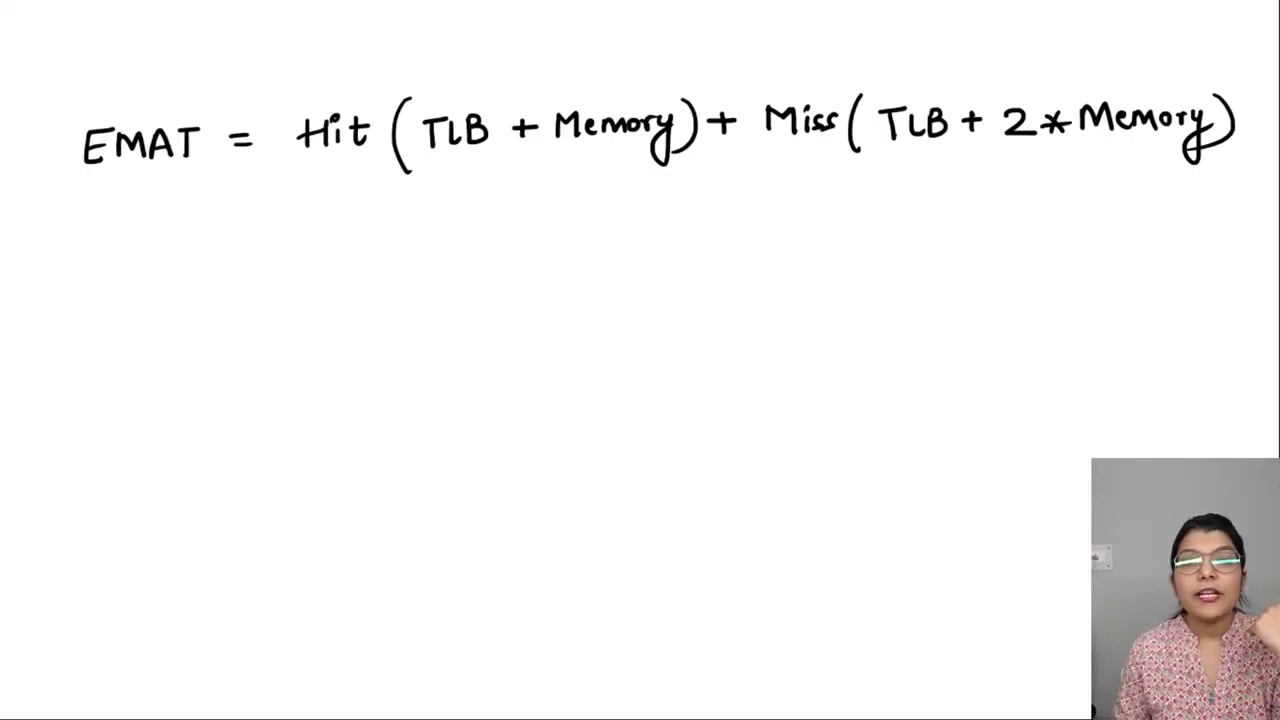 EMAT = Hit (TLB + Memory) + Miss (TLB + 2*Memory)